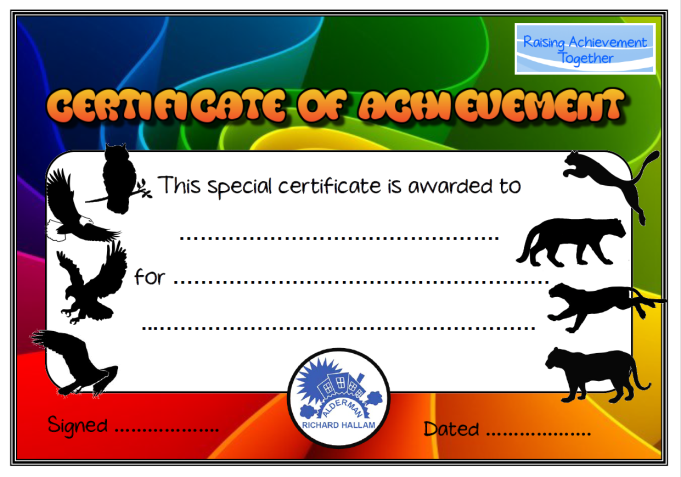 Raising Achievement
Together
CERTIFICATE OF ACHIEVEMENT
This special certificate is awarded to
.............................................
for .....................................................
........................................................
ALDERMAN
RICHARD HALLAM
Signed ...................
Dated ...................